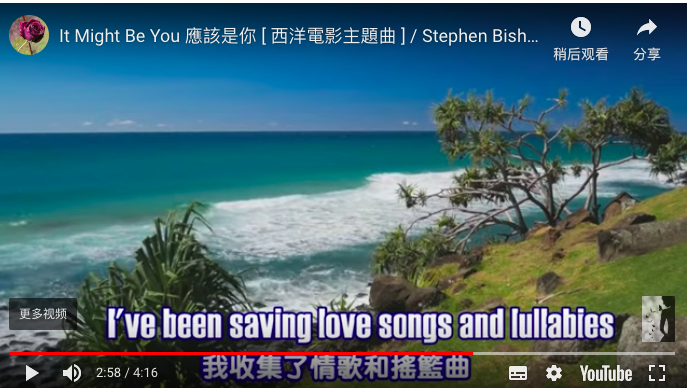 It Might Be You 應該是你 [ 西洋電影主題曲 ] / Stephen Bish...
稍后观看
分享
更多视频
I've been saving love songs and lullabies
我收集了情歌和搖籃曲
2:58 / 4:16
YouTube